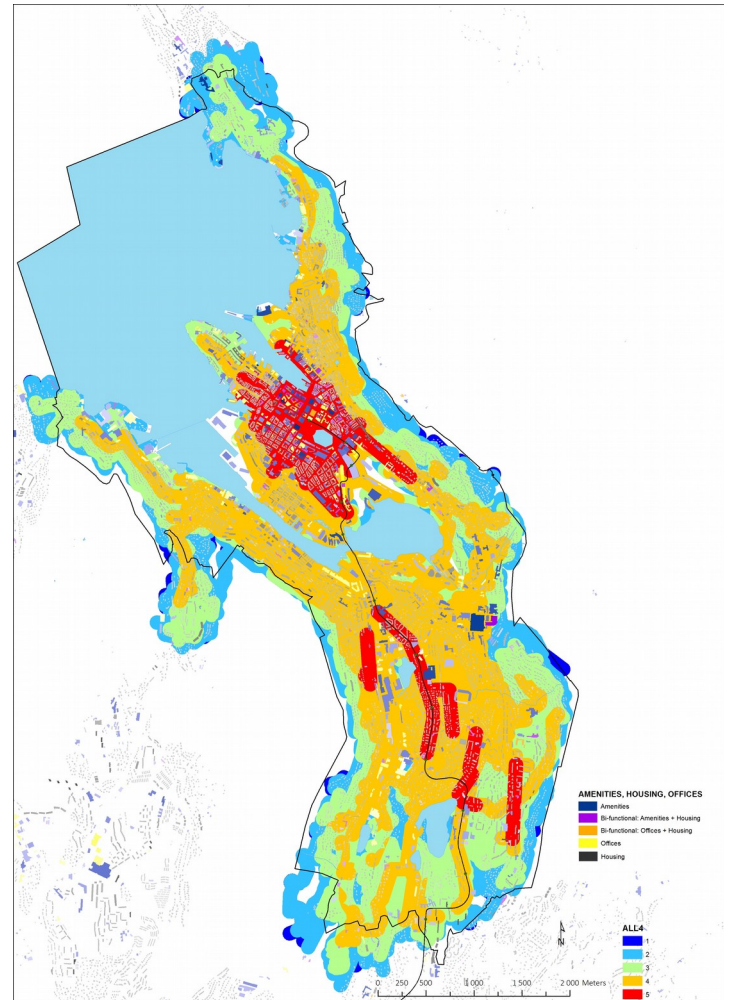 AMENITIES, HOUSING, OFFICES
Amenities
Bi-functional: Amenities + Housing
Bi-functional: Offices + Housing
Offices
Housing
N
ALL4
1
2
3
4
5
0 250 500 1 000 1 500 2 000 Meters